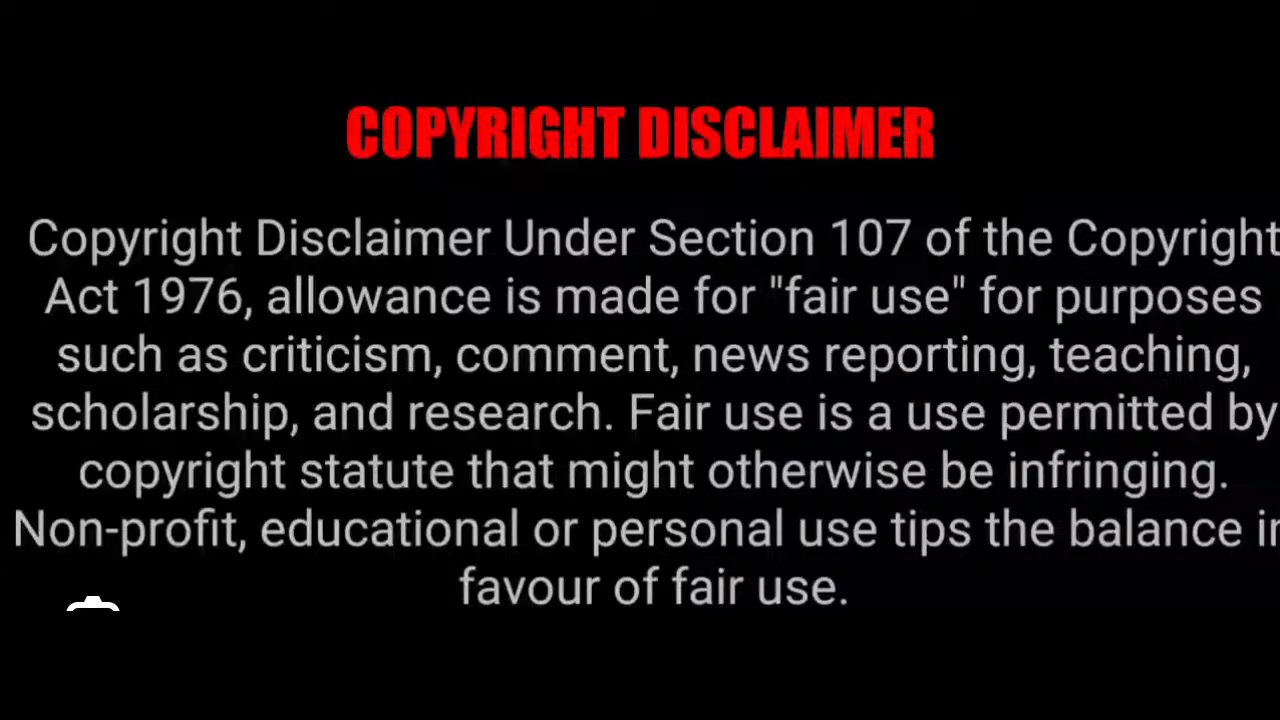 COPYRIGHT DISCLAIMER
Copyright Disclaimer Under Section 107 of the Copyright
Act 1976, allowance is made for "fair use" for purposes
such as criticism, comment, news reporting, teaching,
scholarship, and research. Fair use is a use permitted by
copyright statute that might otherwise be infringing.
Non-profit, educational or personal use tips the balance in
favour of fair use.